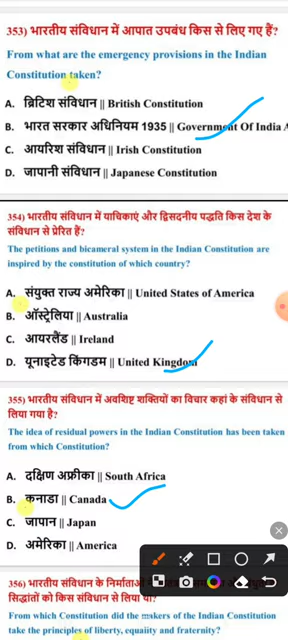 353) भारतीय संविधान में आपात उपबंध किस से लिए गए हैं?
From what are the emergency provisions in the Indian
Constitution taken?
A. ब्रिटिश संविधान || British Constitution
B. भारत सरकार अधिनियम 1935 || Government Of India A
C. आयरिश संविधान || Irish Constitution
D. जापानी संविधान || Japanese Constitution
354) भारतीय संविधान में याचिकाएं और द्विसदनीय पद्धति किस देश के
संविधान से प्रेरित हैं?
The petitions and bicameral system in the Indian Constitution are
inspired by the constitution of which country?
A. संयुक्त राज्य अमेरिका || United States of America
B. ऑस्ट्रेलिया || Australia
C. आयरलैंड || Ireland
D. यूनाइटेड किंगडम || United Kingdom
355) भारतीय संविधान में अवशिष्ट शक्तियों का विचार कहां के संविधान से
लिया गया है?
The idea of residual powers in the Indian Constitution has been taken
from which Constitution?
A. दक्षिण अफ्रीका || South Africa
B. कनाडा || Canada
C. जापान || Japan
D. अमेरिका || America
356) भारतीय संविधान के निर्माताओं
सिद्धांतों को किस संविधान से लिया था?
From which Constitution did the makers of the Indian Constitution
take the principles of liberty, equality and fraternity?